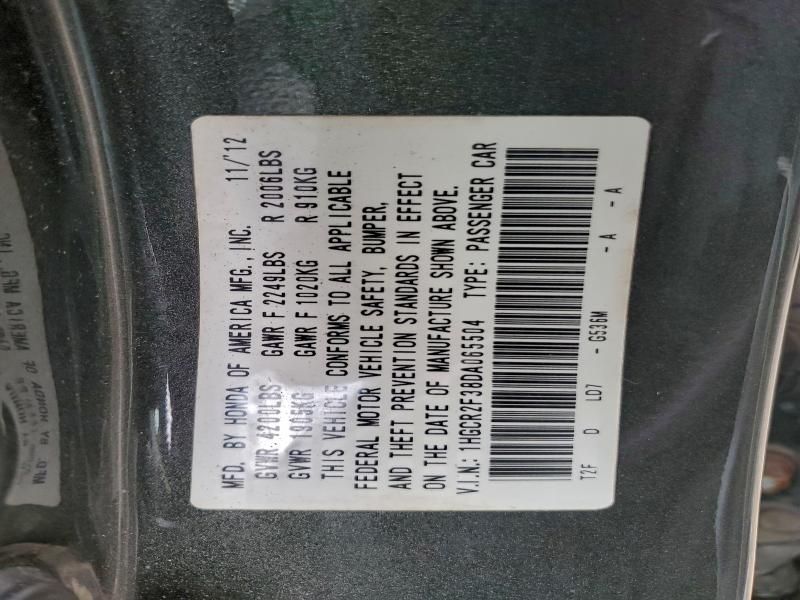 MFD. BY HONDA OF AMERICA MFG., INC. 11/'12
GVWR 4200LBS GAWR F 2249LBS R 2006LBS
GVWR 1905KG GAWR F 1020KG R 910KG
THIS VEHICLE CONFORMS TO ALL APPLICABLE
FEDERAL MOTOR VEHICLE SAFETY, BUMPER,
AND THEFT PREVENTION STANDARDS IN EFFECT
ON THE DATE OF MANUFACTURE SHOWN ABOVE.
V.I.N.: 1HGCR2F38DA065504 TYPE: PASSENGER CAR
T2F D LD7 - G536M - A - A